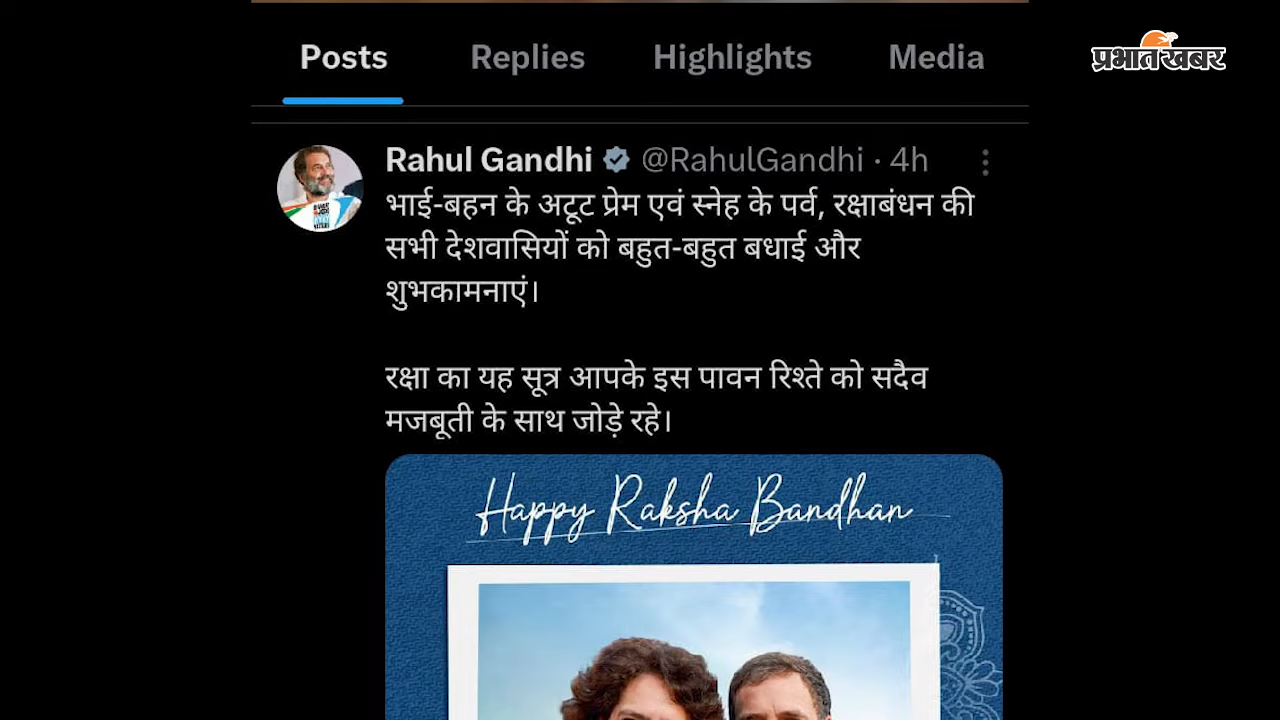 Posts Replies Highlights Media
प्रभात खबर
Rahul Gandhi @RahulGandhi · 4h
भाई-बहन के अटूट प्रेम एवं स्नेह के पर्व, रक्षाबंधन की
सभी देशवासियों को बहुत-बहुत बधाई और
शुभकामनाएं।
रक्षा का यह सूत्र आपके इस पावन रिश्ते को सदैव
मजबूती के साथ जोड़े रहे।
Happy Raksha Bandhan